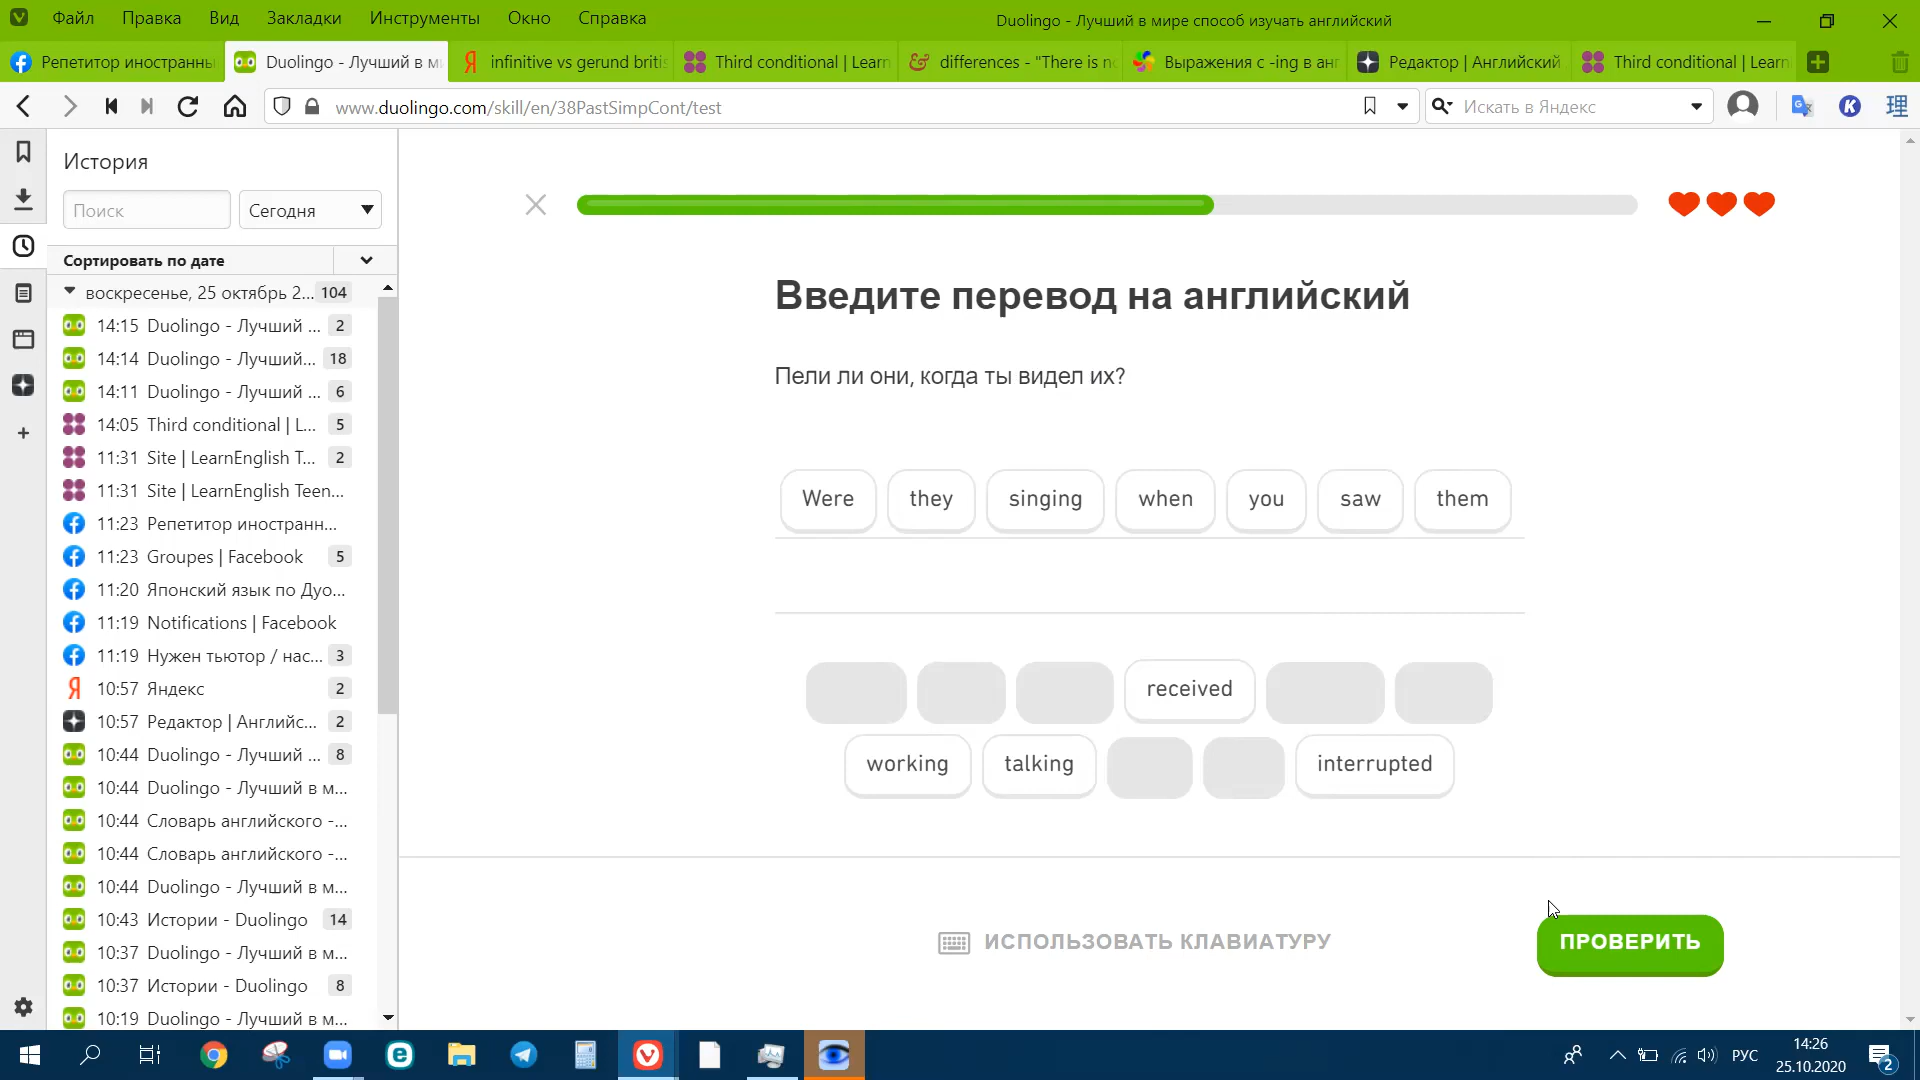 Файл Правка Вид Закладки Инструменты Окно Справка
Duolingo - Лучший в мире способ изучать английский
Репетитор иностранны
Duolingo - Лучший в м
infinitive vs gerund britis
Third conditional | Learn
differences - "There is no
Выражения с -ing в анг
Редактор | Английский
Third conditional | Learn
www.duolingo.com/skill/en/38PastSimpCont/test
Искать в Яндекс
История
Поиск
Сегодня
Сортировать по дате
воскресенье, 25 октябрь 2... 104
14:15 Duolingo - Лучший ... 2
14:14 Duolingo - Лучший... 18
14:11 Duolingo - Лучший ... 6
14:05 Third conditional | L... 5
11:31 Site | LearnEnglish T... 2
11:31 Site | LearnEnglish Teen...
11:23 Репетитор иностранн...
11:23 Groupes | Facebook 5
11:20 Японский язык по Дуо...
11:19 Notifications | Facebook
11:19 Нужен тьютор / нас... 3
10:57 Яндекс 2
10:57 Редактор | Английс... 2
10:44 Duolingo - Лучший ... 8
10:44 Duolingo - Лучший в м...
10:44 Словарь английского -...
10:44 Словарь английского -...
10:44 Duolingo - Лучший в м...
10:43 Истории - Duolingo 14
10:37 Duolingo - Лучший в м...
10:37 Истории - Duolingo 8
10:19 Duolingo - Лучший в м...
Введите перевод на английский
Пели ли они, когда ты видел их?
Were they singing when you saw them
received
working talking interrupted
ИСПОЛЬЗОВАТЬ КЛАВИАТУРУ
ПРОВЕРИТЬ
РУС
14:26
25.10.2020
2